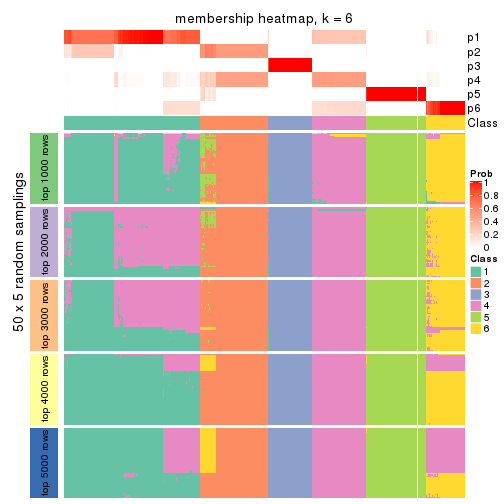 membership heatmap, k = 6
p1
p2
p3
p4
p5
p6
Class
50 x 5 random samplings
top 1000 rows
top 2000 rows
top 3000 rows
top 4000 rows
top 5000 rows
Prob
1
0.8
0.6
0.4
0.2
0
Class
1
2
3
4
5
6